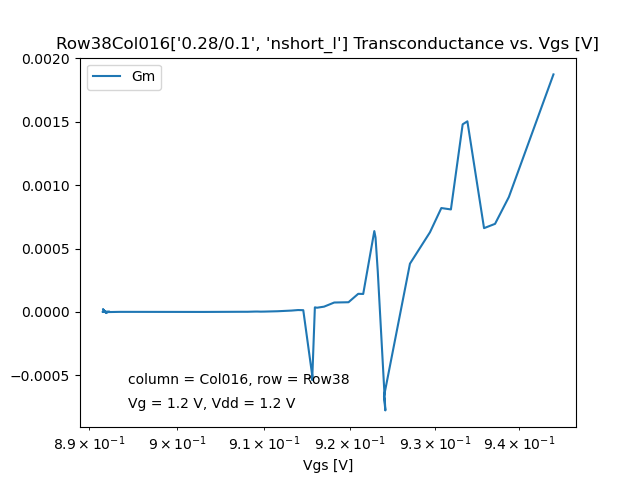 Row38Col016['0.28/0.1', 'nshort_l'] Transconductance vs. Vgs [V]
Gm
0.0020
0.0015
0.0010
0.0005
0.0000
−0.0005
column = Col016, row = Row38
Vg = 1.2 V, Vdd = 1.2 V
8.9 × 10⁻¹ 9 × 10⁻¹ 9.1 × 10⁻¹ 9.2 × 10⁻¹ 9.3 × 10⁻¹ 9.4 × 10⁻¹
Vgs [V]